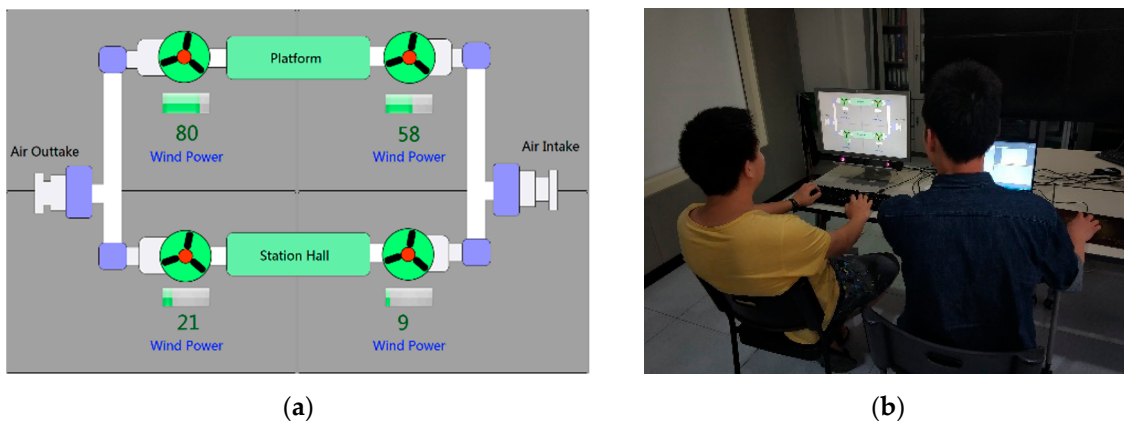 Platform
80
58
Wind Power
Wind Power
Air Outtake
Air Intake
Station Hall
21
9
Wind Power
Wind Power
(a)
(b)